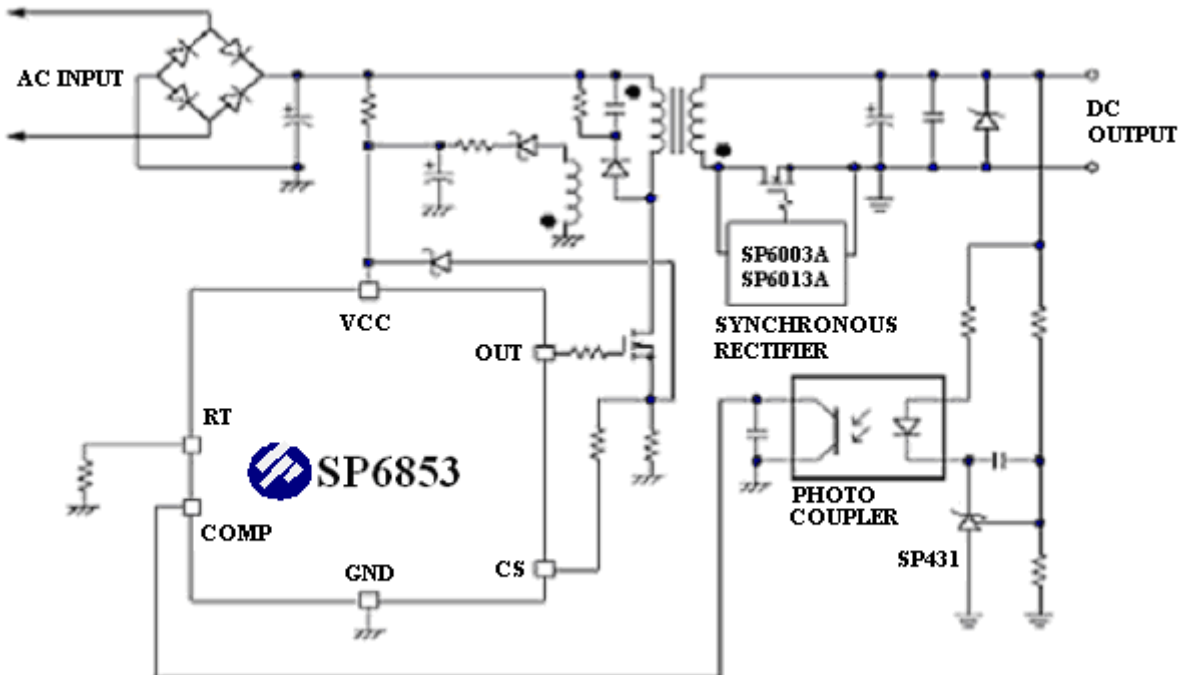 AC INPUT
DC
OUTPUT
SP6003A
SP6013A
SYNCHRONOUS
RECTIFIER
VCC
OUT
RT
SP6853
COMP
GND
CS
PHOTO
COUPLER
SP431